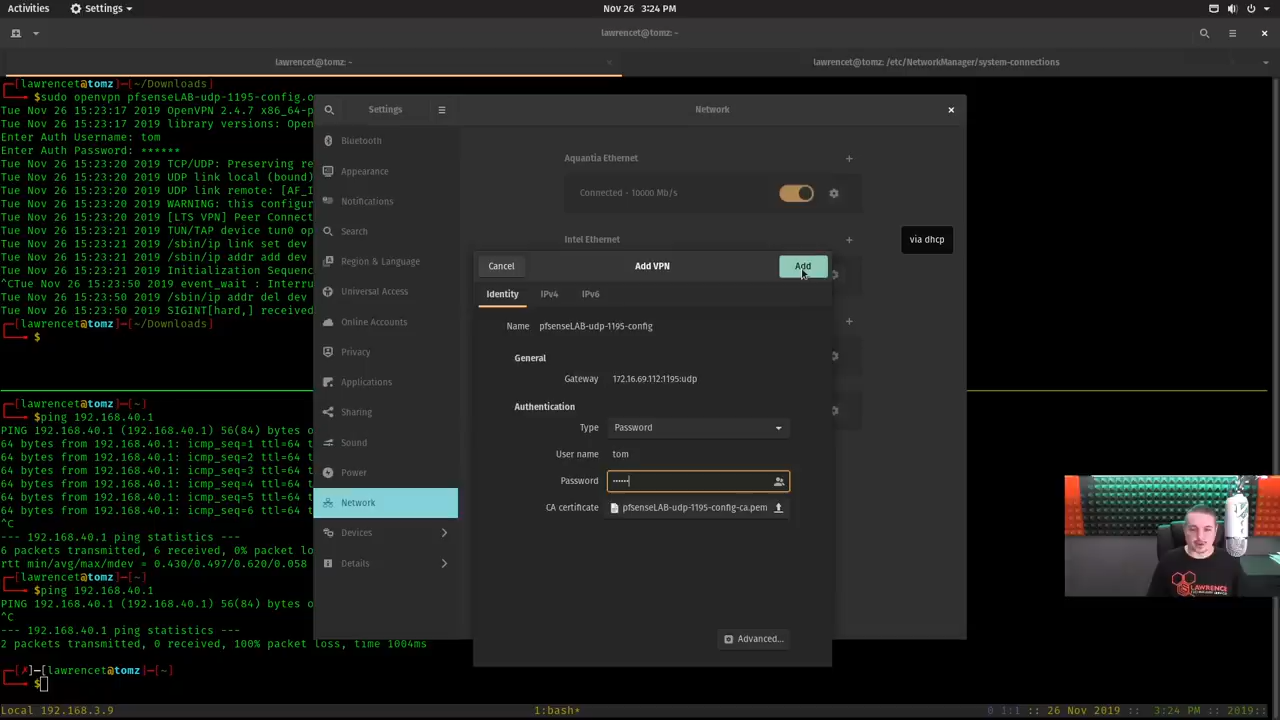 Activities
Settings
Nov 26 3:24 PM
lawrencet@tomz: ~
lawrencet@tomz: ~
lawrencet@tomz: /etc/NetworkManager/system-connections
[lawrencet@tomz]—[~/Downloads]
$sudo openvpn pfsenseLAB-udp-1195-config.o
Tue Nov 26 15:23:17 2019 OpenVPN 2.4.7 x86_64-p
Tue Nov 26 15:23:17 2019 library versions: Open
Enter Auth Username: tom
Enter Auth Password: ******
Tue Nov 26 15:23:20 2019 TCP/UDP: Preserving re
Tue Nov 26 15:23:20 2019 UDP link local (bound)
Tue Nov 26 15:23:20 2019 UDP link remote: [AF_I
Tue Nov 26 15:23:20 2019 WARNING: this configur
Tue Nov 26 15:23:20 2019 [LTS VPN] Peer Connect
Tue Nov 26 15:23:21 2019 TUN/TAP device tun0 op
Tue Nov 26 15:23:21 2019 /sbin/ip link set dev
Tue Nov 26 15:23:21 2019 /sbin/ip addr add dev
Tue Nov 26 15:23:21 2019 Initialization Sequenc
^CTue Nov 26 15:23:50 2019 event_wait : Interru
Tue Nov 26 15:23:50 2019 /sbin/ip addr del dev
Tue Nov 26 15:23:50 2019 SIGINT[hard,] received
[lawrencet@tomz]—[~/Downloads]
$
[lawrencet@tomz]—[~]
$ping 192.168.40.1
PING 192.168.40.1 (192.168.40.1) 56(84) bytes o
64 bytes from 192.168.40.1: icmp_seq=1 ttl=64 t
64 bytes from 192.168.40.1: icmp_seq=2 ttl=64 t
64 bytes from 192.168.40.1: icmp_seq=3 ttl=64 t
64 bytes from 192.168.40.1: icmp_seq=4 ttl=64 t
64 bytes from 192.168.40.1: icmp_seq=5 ttl=64 t
64 bytes from 192.168.40.1: icmp_seq=6 ttl=64 t
^C
--- 192.168.40.1 ping statistics ---
6 packets transmitted, 6 received, 0% packet lo
rtt min/avg/max/mdev = 0.430/0.497/0.620/0.058
[lawrencet@tomz]—[~]
$ping 192.168.40.1
PING 192.168.40.1 (192.168.40.1) 56(84) bytes o
^C
--- 192.168.40.1 ping statistics ---
2 packets transmitted, 0 received, 100% packet loss, time 1004ms
[✗]—[lawrencet@tomz]—[~]
$
Local 192.168.3.9
1:bash*
0 1:1 :: 26 Nov 2019 :: 3:24 PM :: 2019::
Settings
Bluetooth
Appearance
Notifications
Search
Region & Language
Universal Access
Online Accounts
Privacy
Applications
Sharing
Sound
Power
Network
Devices
Details
Network
Aquantia Ethernet
Connected - 10000 Mb/s
Intel Ethernet
via dhcp
Cancel
Add VPN
Add
Identity
IPv4
IPv6
Name pfsenseLAB-udp-1195-config
General
Gateway 172.16.69.112:1195:udp
Authentication
Type Password
User name tom
Password ••••••
CA certificate pfsenseLAB-udp-1195-config-ca.pem
Advanced...
LAWRENCE